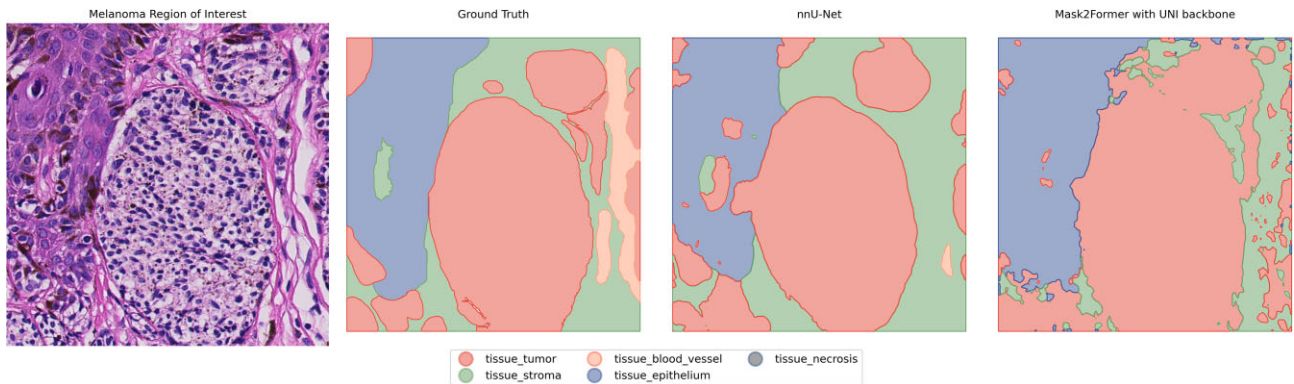 Melanoma Region of Interest
Ground Truth
nnU-Net
Mask2Former with UNI backbone
tissue_tumor
tissue_blood_vessel
tissue_necrosis
tissue_stroma
tissue_epithelium